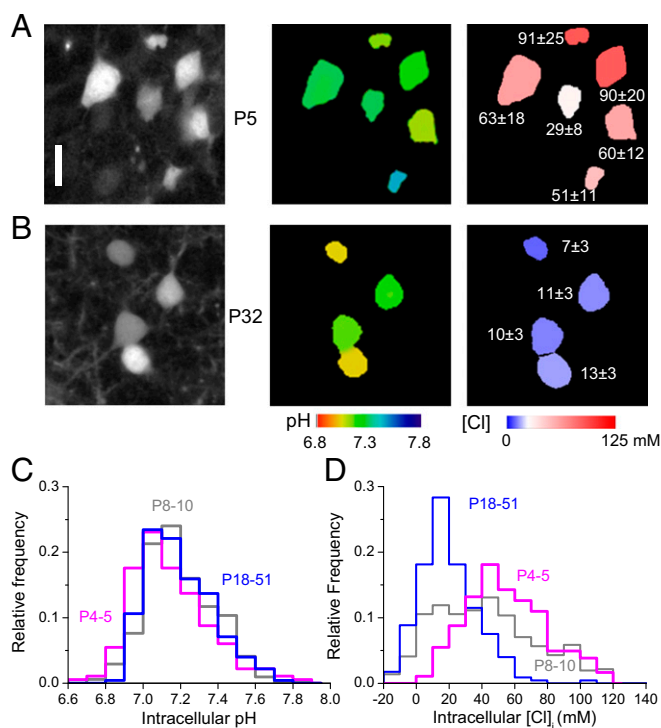 A
P5
91±25
90±20
63±18
29±8
60±12
51±11
B
P32
7±3
11±3
10±3
13±3
pH
6.8 7.3 7.8
[Cl]
0 125 mM
C
0.3
0.2
0.1
0.0
Relative frequency
P8-10
P18-51
P4-5
6.6 6.8 7.0 7.2 7.4 7.6 7.8 8.0
Intracellular pH
D
0.3
0.2
0.1
0.0
Relative Frequency
P18-51
P4-5
P8-10
-20 0 20 40 60 80 100 120 140
Intracellular [Cl]i (mM)